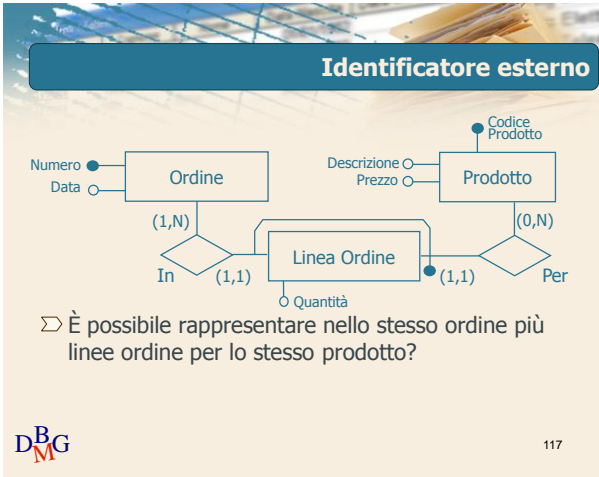 Identificatore esterno
Codice
Prodotto
Numero
Data
Ordine
Descrizione
Prezzo
Prodotto
(1,N)
(0,N)
Linea Ordine
In
(1,1)
(1,1)
Per
Quantità
È possibile rappresentare nello stesso ordine più
linee ordine per lo stesso prodotto?
DBMG
117